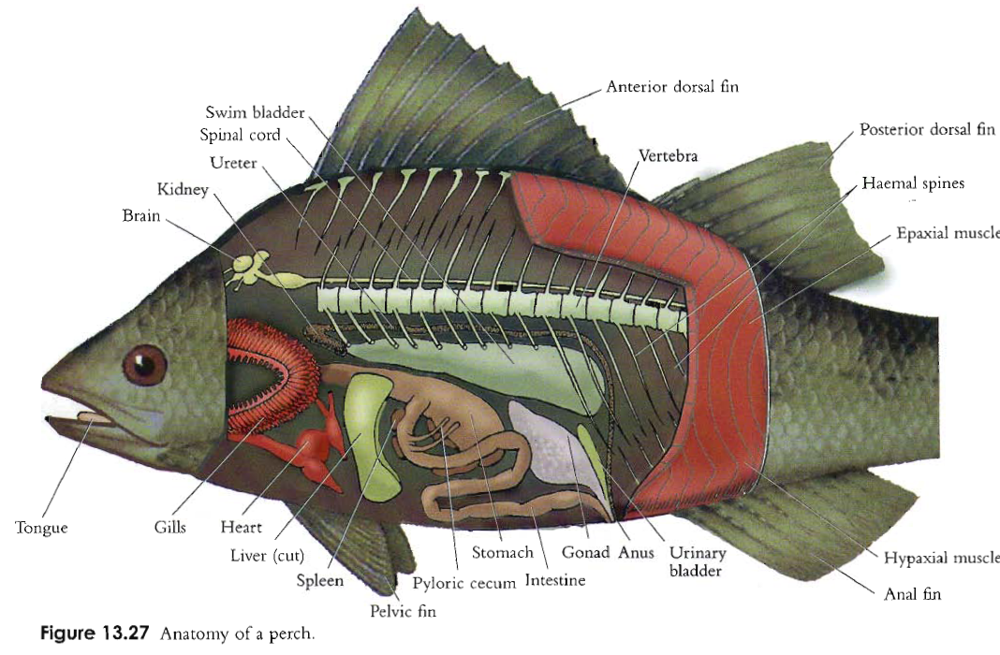 Anterior dorsal fin
Swim bladder
Posterior dorsal fin
Spinal cord
Vertebra
Ureter
Haemal spines
Kidney
Brain
Epaxial muscle
Tongue
Gills
Heart
Liver (cut)
Spleen
Pelvic fin
Pyloric cecum
Stomach
Intestine
Gonad
Anus
Urinary
bladder
Hypaxial muscle
Anal fin
Figure 13.27 Anatomy of a perch.